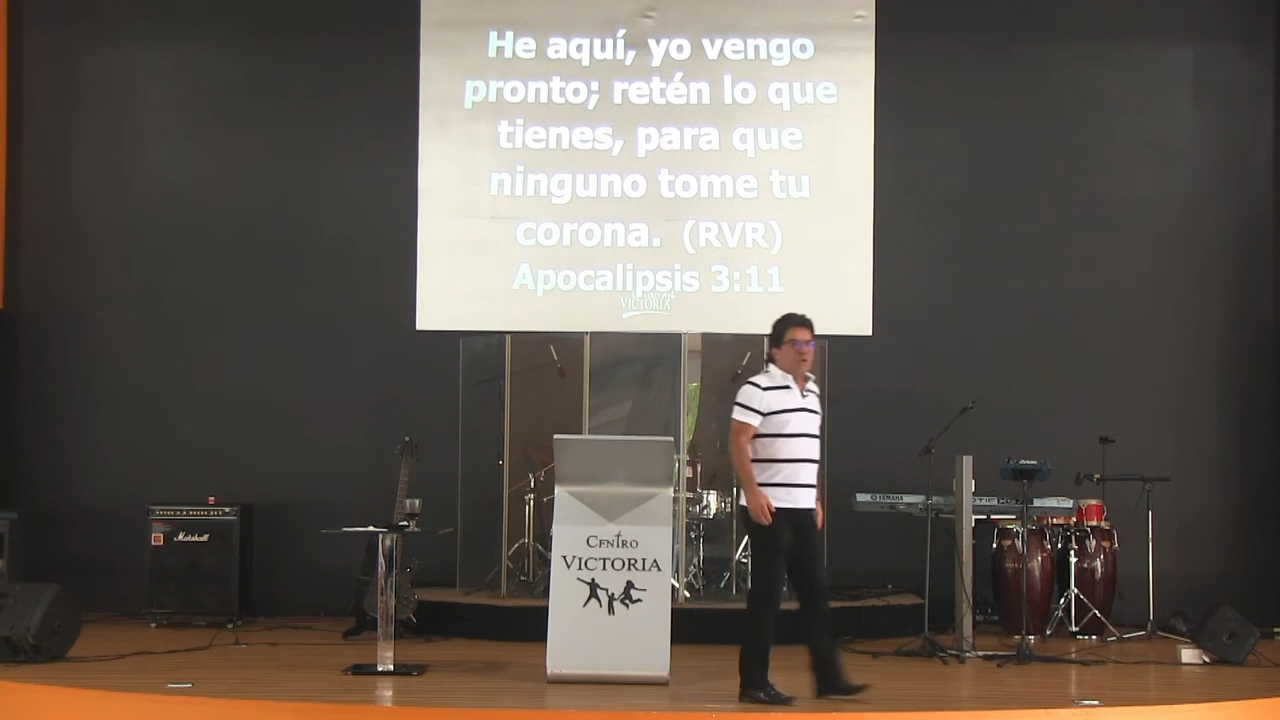 He aquí, yo vengo
pronto; retén lo que
tienes, para que
ninguno tome tu
corona. (RVR)
Apocalipsis 3:11
VICTORIA
CENTRO
VICTORIA
Marshall
YAMAHA